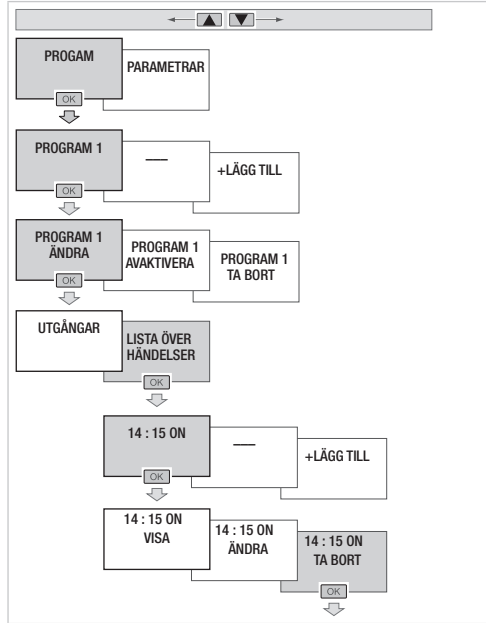 PROGAM
PARAMETRAR
OK
PROGRAM 1
—
+LÄGG TILL
OK
PROGRAM 1
ÄNDRA
PROGRAM 1
AVAKTIVERA
PROGRAM 1
TA BORT
OK
UTGÅNGAR
LISTA ÖVER
HÄNDELSER
OK
14 : 15 ON
—
+LÄGG TILL
OK
14 : 15 ON
VISA
14 : 15 ON
ÄNDRA
14 : 15 ON
TA BORT
OK